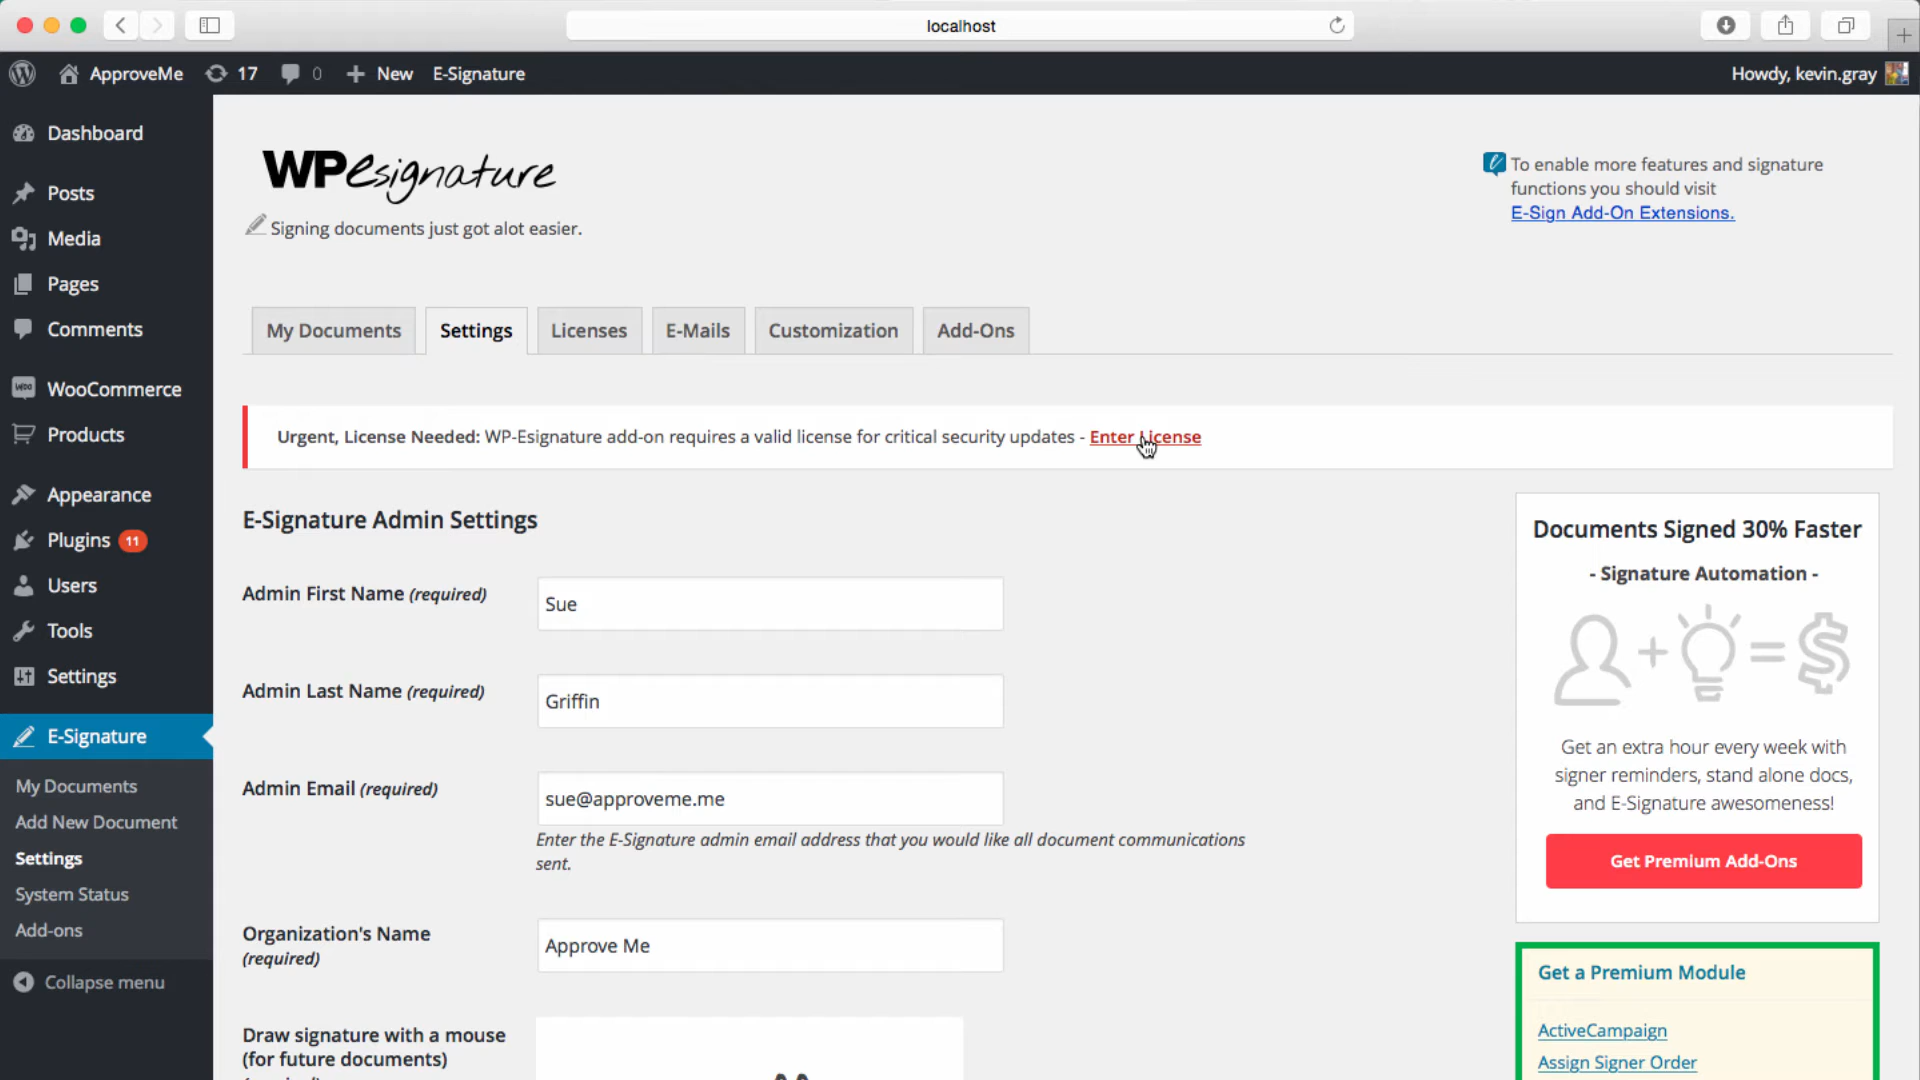 localhost
ApproveMe 17 0 New E-Signature Howdy, kevin.gray
Dashboard
Posts
Media
Pages
Comments
WooCommerce
Products
Appearance
Plugins 11
Users
Tools
Settings
E-Signature
My Documents
Add New Document
Settings
System Status
Add-ons
Collapse menu
WPesignature
Signing documents just got alot easier.
To enable more features and signature
functions you should visit
E-Sign Add-On Extensions.
My Documents Settings Licenses E-Mails Customization Add-Ons
Urgent, License Needed: WP-Esignature add-on requires a valid license for critical security updates - Enter License
E-Signature Admin Settings
Admin First Name (required) Sue
Admin Last Name (required) Griffin
Admin Email (required) sue@approveme.me
Enter the E-Signature admin email address that you would like all document communications
sent.
Organization's Name
(required)
Approve Me
Draw signature with a mouse
(for future documents)
Documents Signed 30% Faster
- Signature Automation -
Get an extra hour every week with
signer reminders, stand alone docs,
and E-Signature awesomeness!
Get Premium Add-Ons
Get a Premium Module
ActiveCampaign
Assign Signer Order